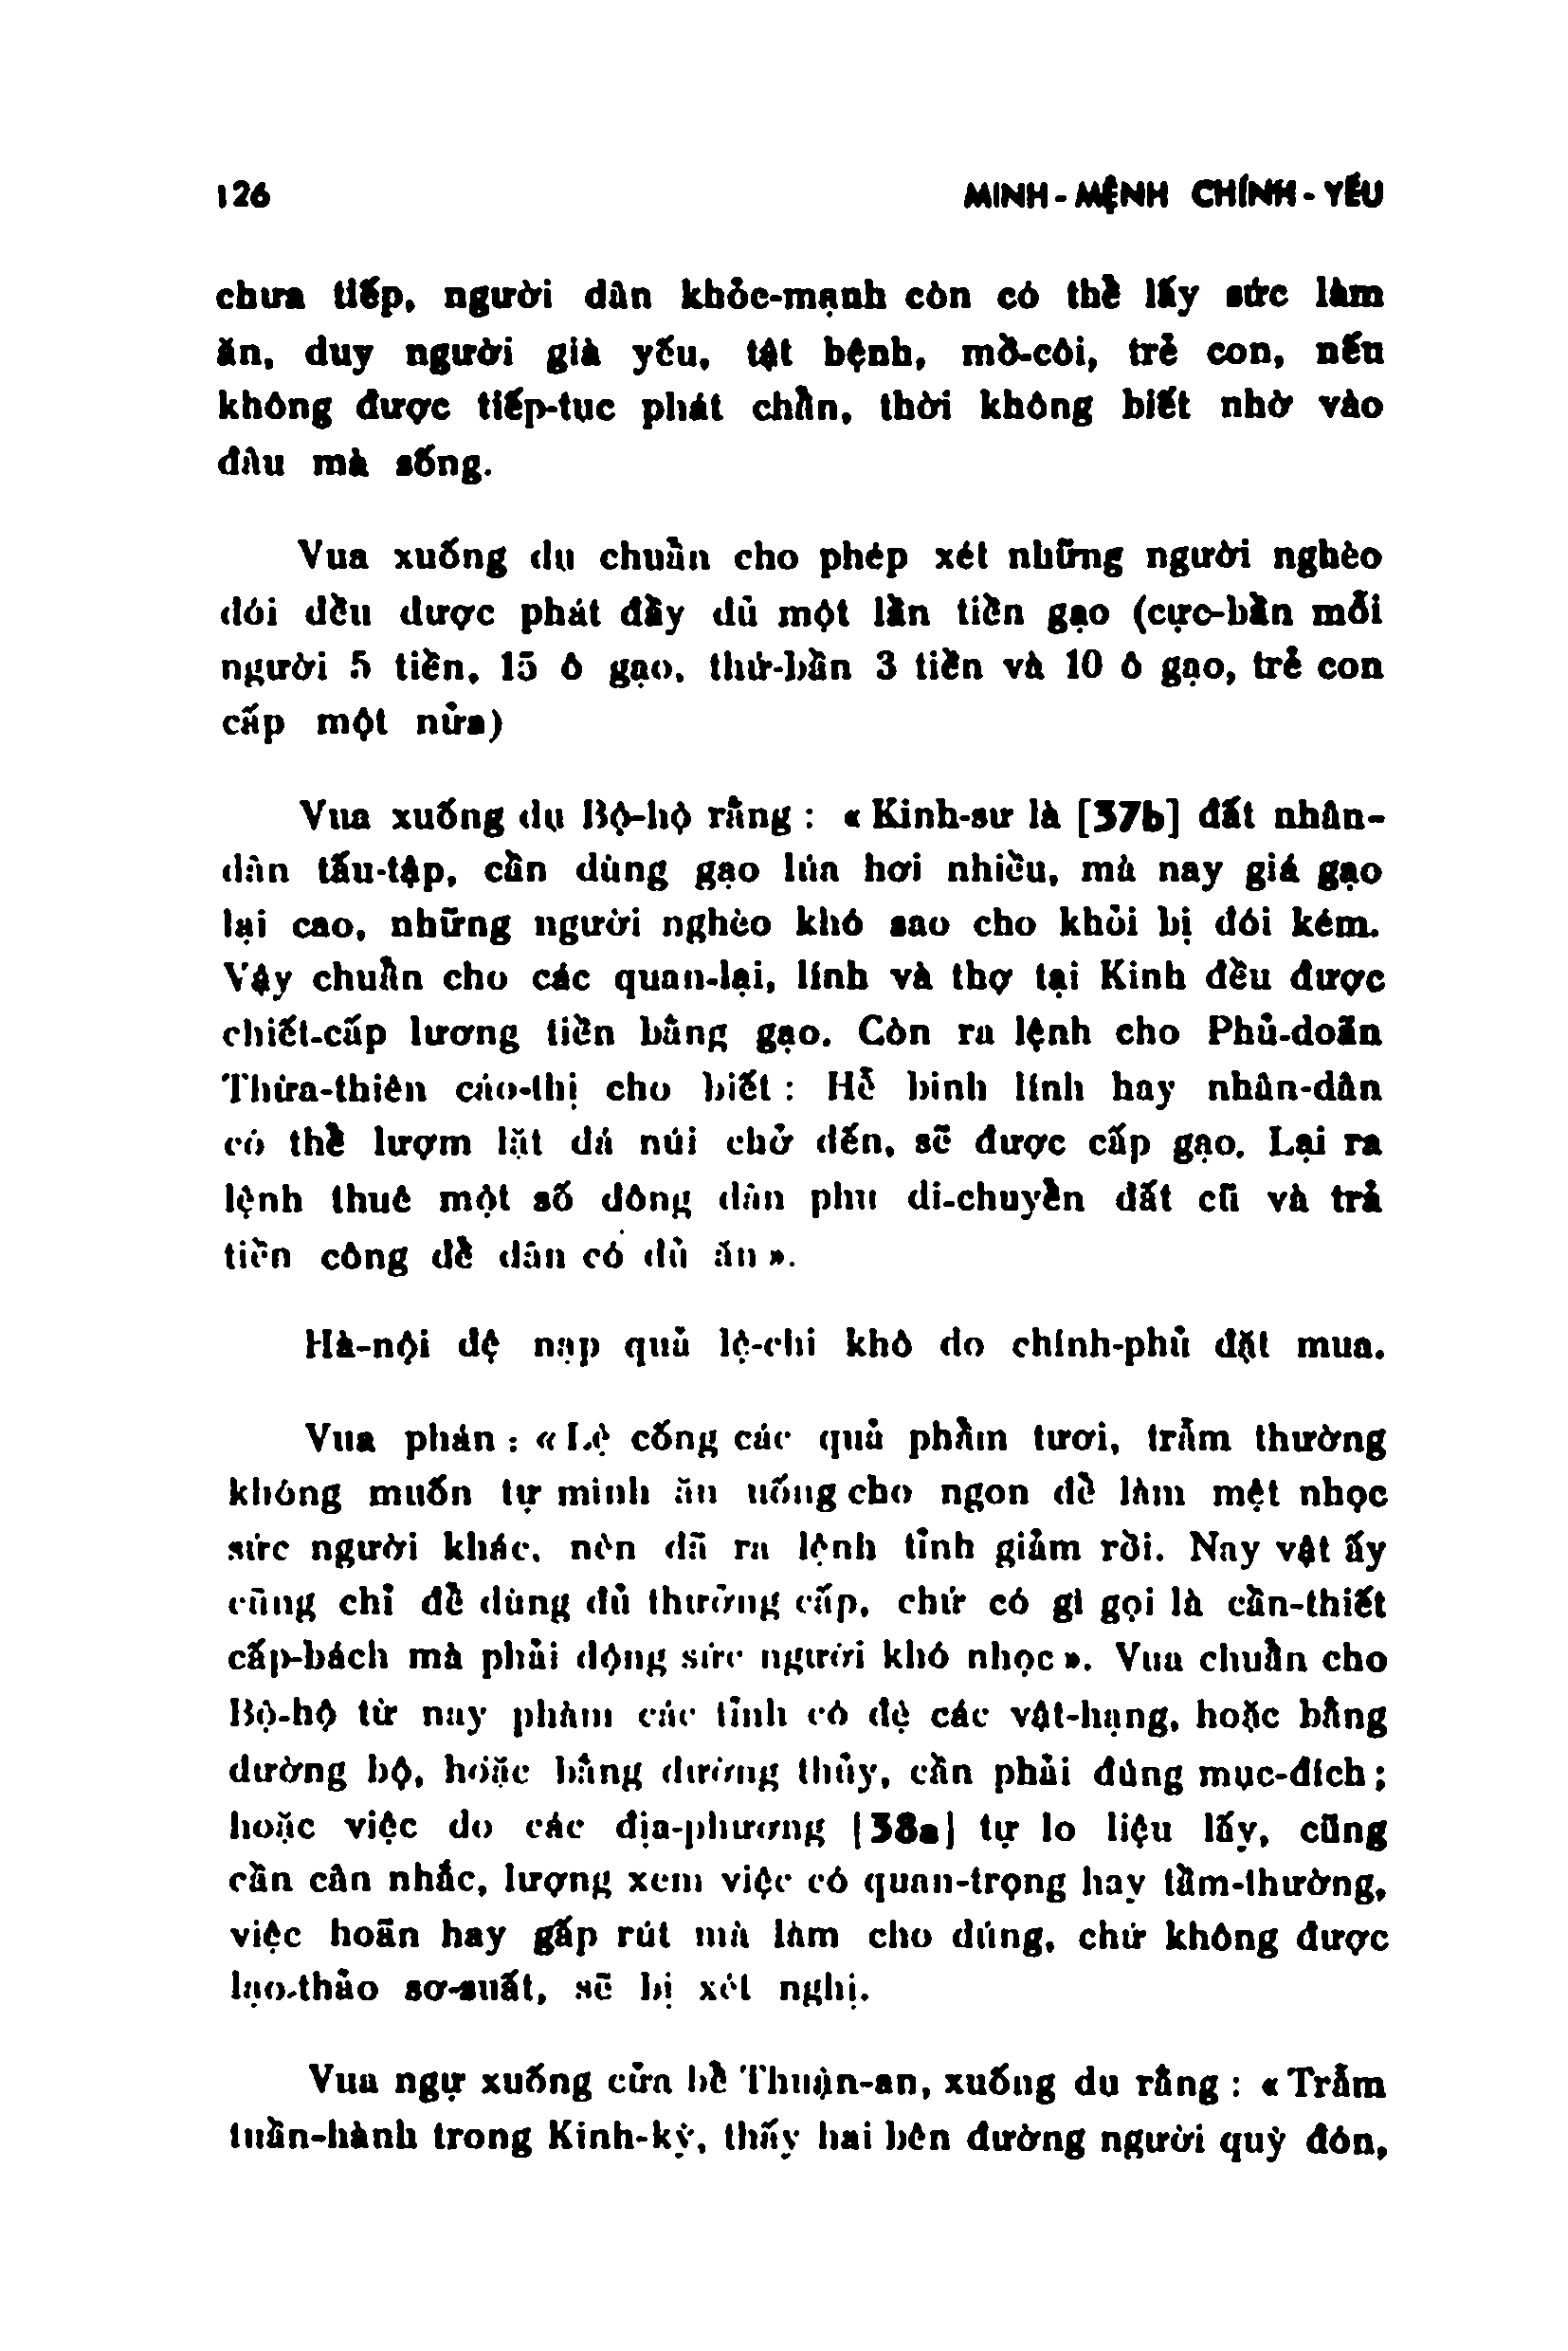 126 MINH-MỆNH CHÍNH-YẾU
chưa tiếp, người dân khỏe-mạnh còn có thể lấy sức làm
ăn, duy người già yếu, tật bệnh, mồ-côi, trẻ con, nếu
không được tiếp-tục phát chẩn, thời không biết nhờ vào
đâu mà sống.
Vua xuống dụ chuẩn cho phép xét những người nghèo
đói đều được phát đầy đủ một lần tiền gạo (cực-bần mỗi
người 5 tiền, 15 ô gạo, thứ-bần 3 tiền và 10 ô gạo, trẻ con
cấp một nửa)
Vua xuống dụ Bộ-hộ rằng : « Kinh-sư là [37b] đất nhân-
dân tấu-tập, cần dùng gạo lúa hơi nhiều, mà nay giá gạo
lại cao, những người nghèo khó sao cho khỏi bị đói kém.
Vậy chuẩn cho các quan-lại, lính và thợ tại Kinh đều được
chiết-cấp lương tiền bằng gạo. Còn ra lệnh cho Phủ-doãn
Thừa-thiên cáo-thị cho biết : Hễ binh lính hay nhân-dân
có thể lượm lặt đá núi chở đến, sẽ được cấp gạo. Lại ra
lệnh thuê một số đông dân phu di-chuyển đất cũ và trả
tiền công để dân có đủ ăn ».
Hà-nội đệ nạp quả lệ-chi khô do chính-phủ đặt mua.
Vua phán : « Lệ cống các quả phẩm tươi, trẫm thường
không muốn tự mình ăn uống cho ngon để làm mệt nhọc
sức người khác, nên đã ra lệnh tỉnh giảm rồi. Nay vật ấy
cũng chỉ để dùng đủ thường cấp, chứ có gì gọi là cần-thiết
cấp-bách mà phải động sức người khó nhọc ». Vua chuẩn cho
Bộ-hộ từ nay phàm các tỉnh có đệ các vật-hạng, hoặc bằng
đường bộ, hoặc bằng đường thủy, cần phải đúng mục-đích ;
hoặc việc do các địa-phương [38a] tự lo liệu lấy, cũng
cần cân nhắc, lượng xem việc có quan-trọng hay tầm-thường,
việc hoãn hay gấp rút mà làm cho đúng, chứ không được
lạo-thảo sơ-suất, sẽ bị xét nghị.
Vua ngự xuống cửa bể Thuận-an, xuống dụ rằng : « Trẫm
tuần-hành trong Kinh-kỳ, thấy hai bên đường người quỳ đón,